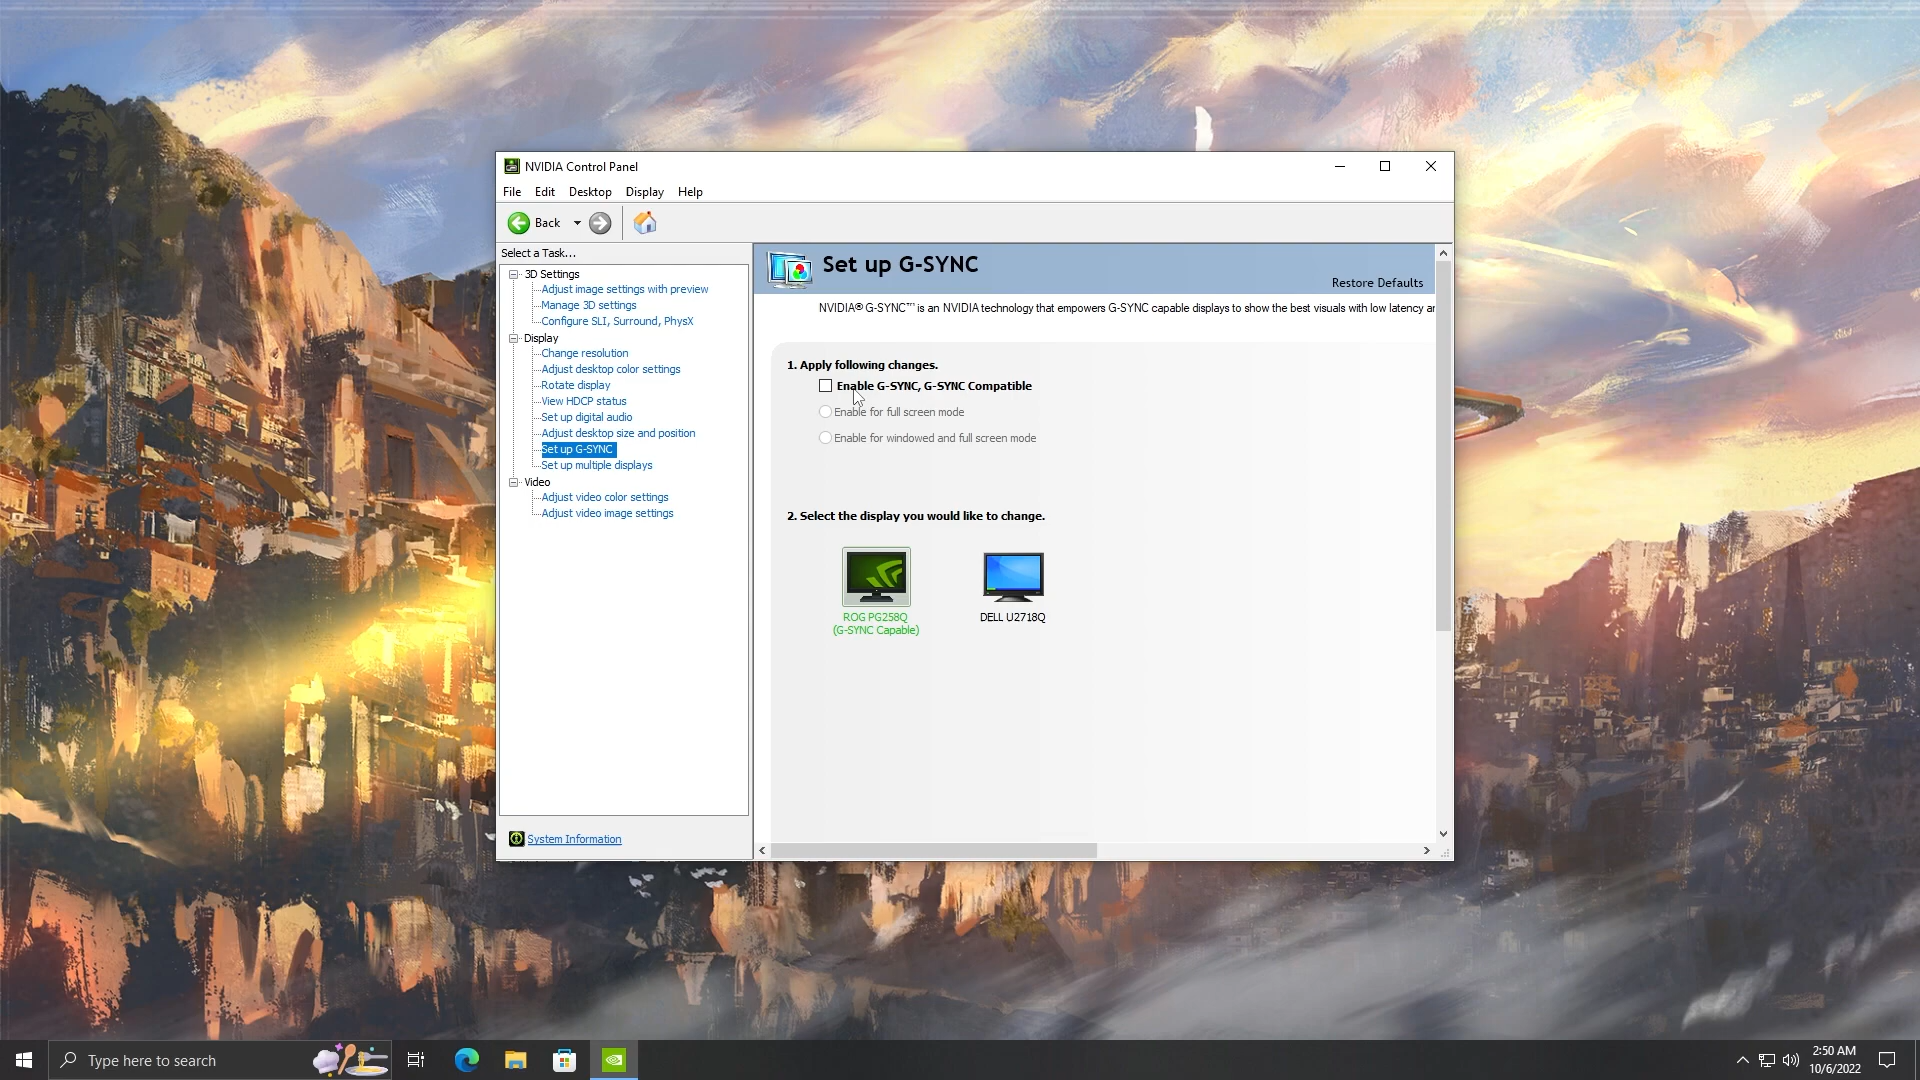 NVIDIA Control Panel
File Edit Desktop Display Help
Back
Select a Task...
3D Settings
Adjust image settings with preview
Manage 3D settings
Configure SLI, Surround, PhysX
Display
Change resolution
Adjust desktop color settings
Rotate display
View HDCP status
Set up digital audio
Adjust desktop size and position
Set up G-SYNC
Set up multiple displays
Video
Adjust video color settings
Adjust video image settings
System Information
Set up G-SYNC
Restore Defaults
NVIDIA® G-SYNC™ is an NVIDIA technology that empowers G-SYNC capable displays to show the best visuals with low latency
1. Apply following changes.
Enable G-SYNC, G-SYNC Compatible
Enable for full screen mode
Enable for windowed and full screen mode
2. Select the display you would like to change.
ROG PG258Q
(G-SYNC Capable)
DELL U2718Q
Type here to search
2:50 AM
10/6/2022